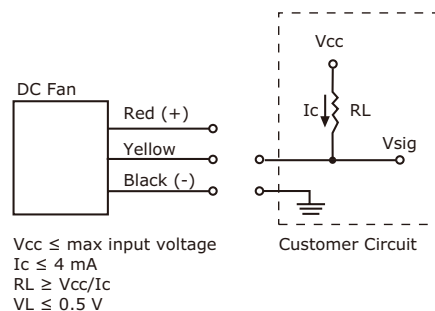 Vcc
DC Fan
Ic
RL
Red (+)
Yellow
Vsig
Black (-)
Vcc ≤ max input voltage
Ic ≤ 4 mA
RL ≥ Vcc/Ic
VL ≤ 0.5 V
Customer Circuit